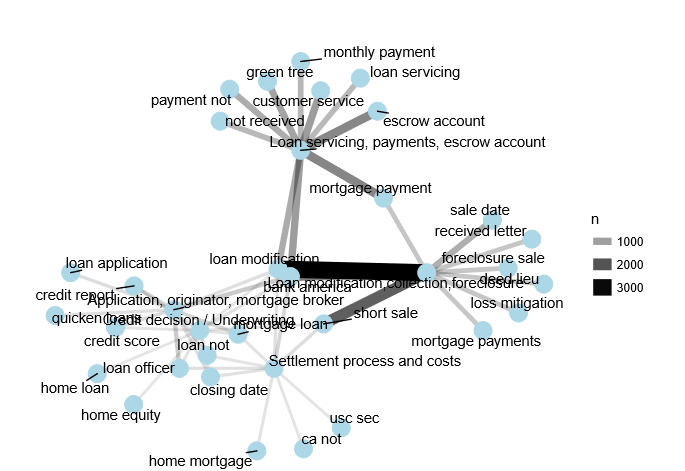 monthly payment
green tree
loan servicing
payment not
customer service
not received
escrow account
Loan servicing, payments, escrow account
mortgage payment
sale date
received letter
n
1000
2000
3000
loan modification
foreclosure sale
loan application
bank america
Loan modification,collection,foreclosure
deed lieu
credit report
Application, originator, mortgage broker
loss mitigation
quicken loans
Credit decision / Underwriting
mortgage loan
short sale
credit score
loan not
mortgage payments
loan officer
Settlement process and costs
home loan
closing date
home equity
usc sec
ca not
home mortgage